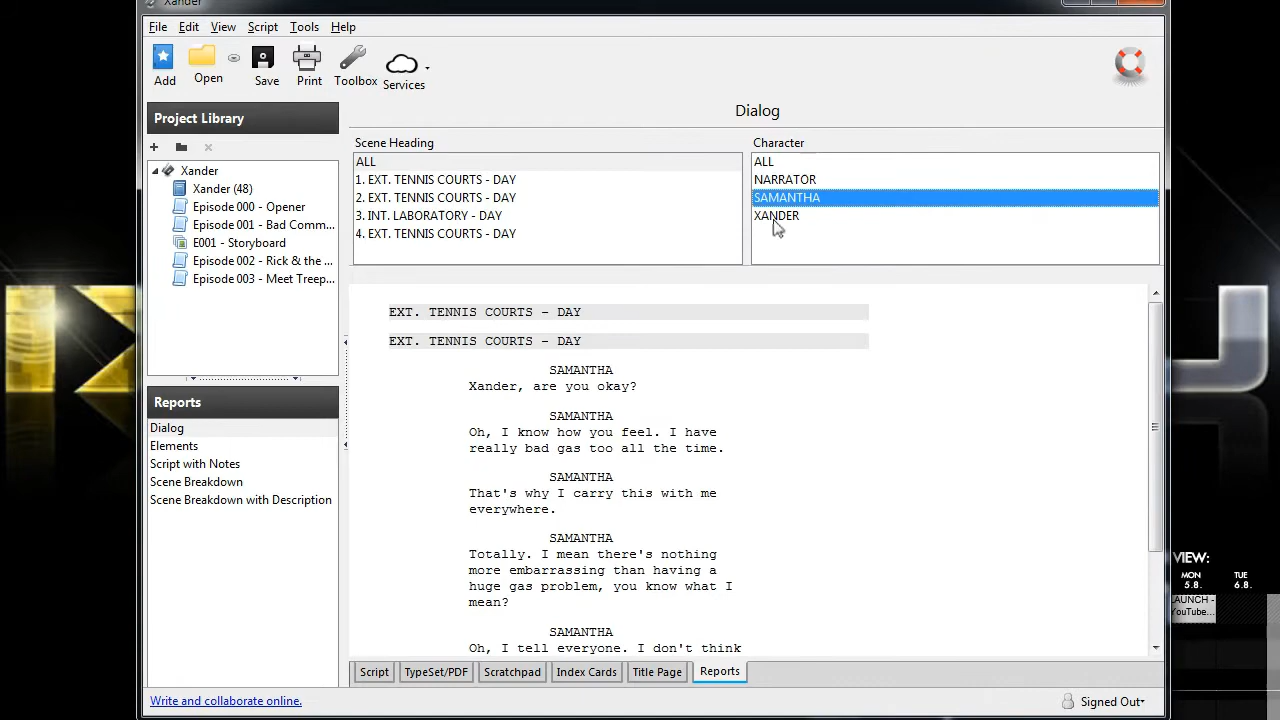 Xander
File Edit View Script Tools Help
Add Open Save Print Toolbox Services
Project Library
Dialog
Scene Heading
Character
ALL
1. EXT. TENNIS COURTS - DAY
2. EXT. TENNIS COURTS - DAY
3. INT. LABORATORY - DAY
4. EXT. TENNIS COURTS - DAY
ALL
NARRATOR
SAMANTHA
XANDER
Xander
Xander (48)
Episode 000 - Opener
Episode 001 - Bad Comm...
E001 - Storyboard
Episode 002 - Rick & the ...
Episode 003 - Meet Treep...
Reports
Dialog
Elements
Script with Notes
Scene Breakdown
Scene Breakdown with Description
EXT. TENNIS COURTS - DAY
EXT. TENNIS COURTS - DAY
SAMANTHA
Xander, are you okay?
SAMANTHA
Oh, I know how you feel. I have
really bad gas too all the time.
SAMANTHA
That's why I carry this with me
everywhere.
SAMANTHA
Totally. I mean there's nothing
more embarrassing than having a
huge gas problem, you know what I
mean?
SAMANTHA
Oh, I tell everyone. I don't think
Script TypeSet/PDF Scratchpad Index Cards Title Page Reports
Write and collaborate online.
Signed Out
VIEW:
MON TUE
5.8. 6.8.
LAUNCH -
YouTube...